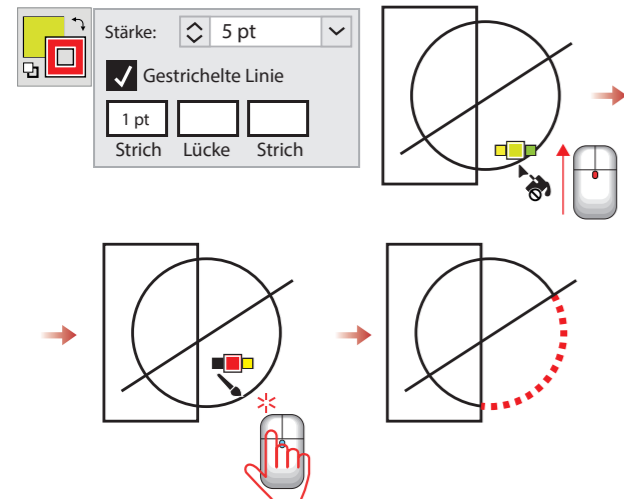 Stärke: 5 pt
Gestrichelte Linie
1 pt
Strich Lücke Strich